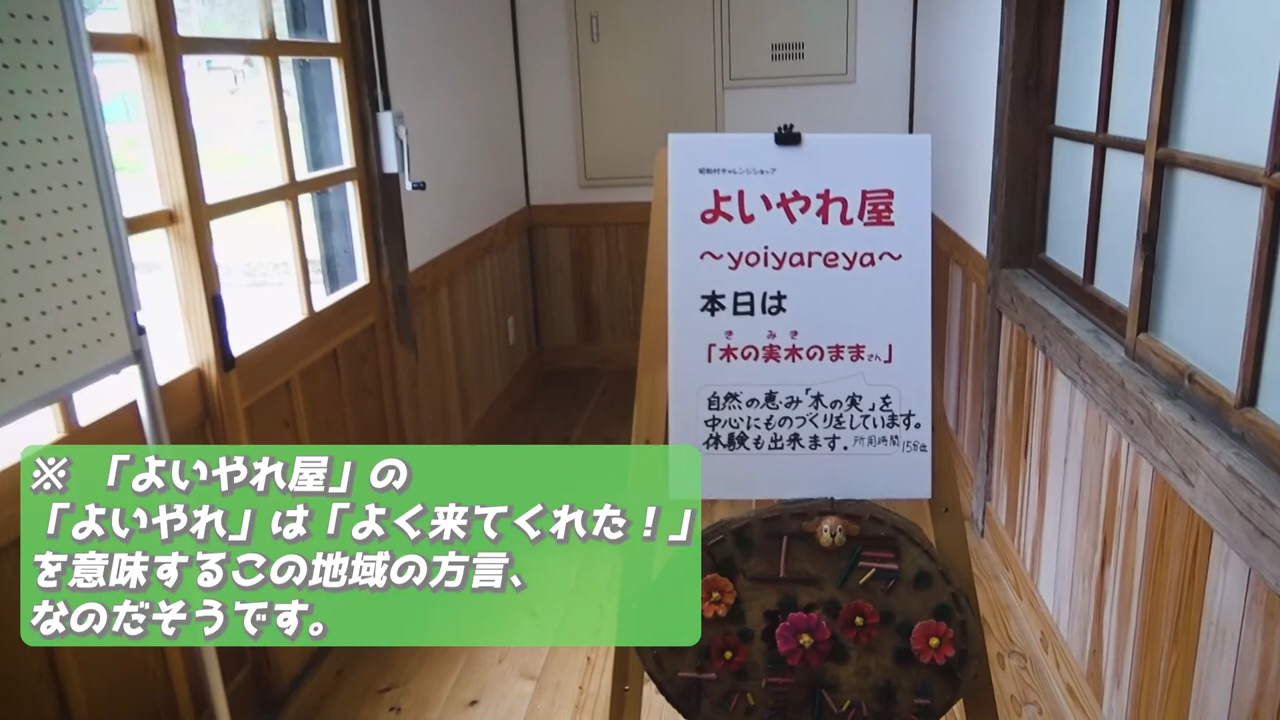 昭和村チャレンジショップ
よいやれ屋
～yoiyareya～
本日は
き み き
「木の実木のままさん」
自然の恵み「木の実」を
中心にものづくりをしています。
体験も出来ます。所用時間15分位
※ 「よいやれ屋」の
「よいやれ」は「よく来てくれた！」
を意味するこの地域の方言、
なのだそうです。